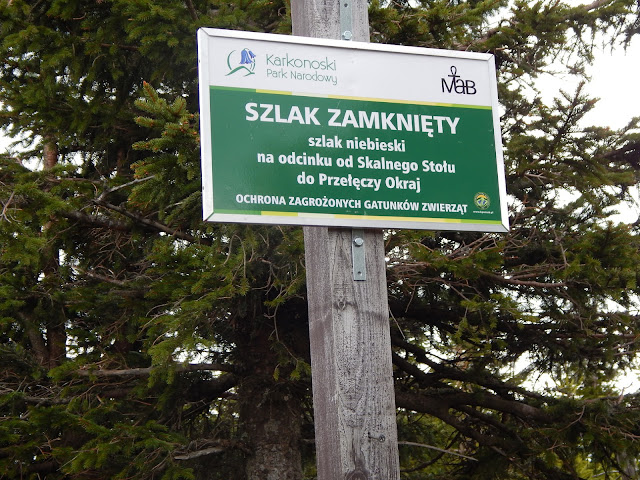 Karkonoski
Park Narodowy
MaB
SZLAK ZAMKNIĘTY
szlak niebieski
na odcinku od Skalnego Stołu
do Przełęczy Okraj
OCHRONA ZAGROŻONYCH GATUNKÓW ZWIERZĄT